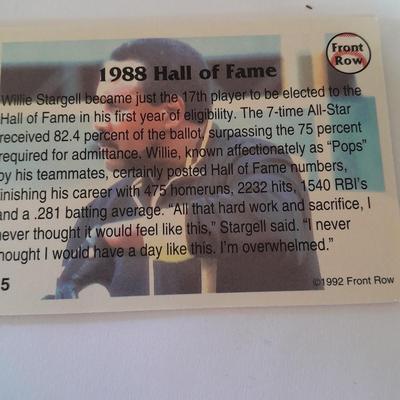 Front
Row
1988 Hall of Fame
Willie Stargell became just the 17th player to be elected to the
Hall of Fame in his first year of eligibility. The 7-time All-Star
received 82.4 percent of the ballot, surpassing the 75 percent
required for admittance. Willie, known affectionately as “Pops”
by his teammates, certainly posted Hall of Fame numbers,
finishing his career with 475 homeruns, 2232 hits, 1540 RBI's
and a .281 batting average. “All that hard work and sacrifice, I
never thought it would feel like this,” Stargell said. “I never
thought I would have a day like this. I'm overwhelmed.”
5
©1992 Front Row